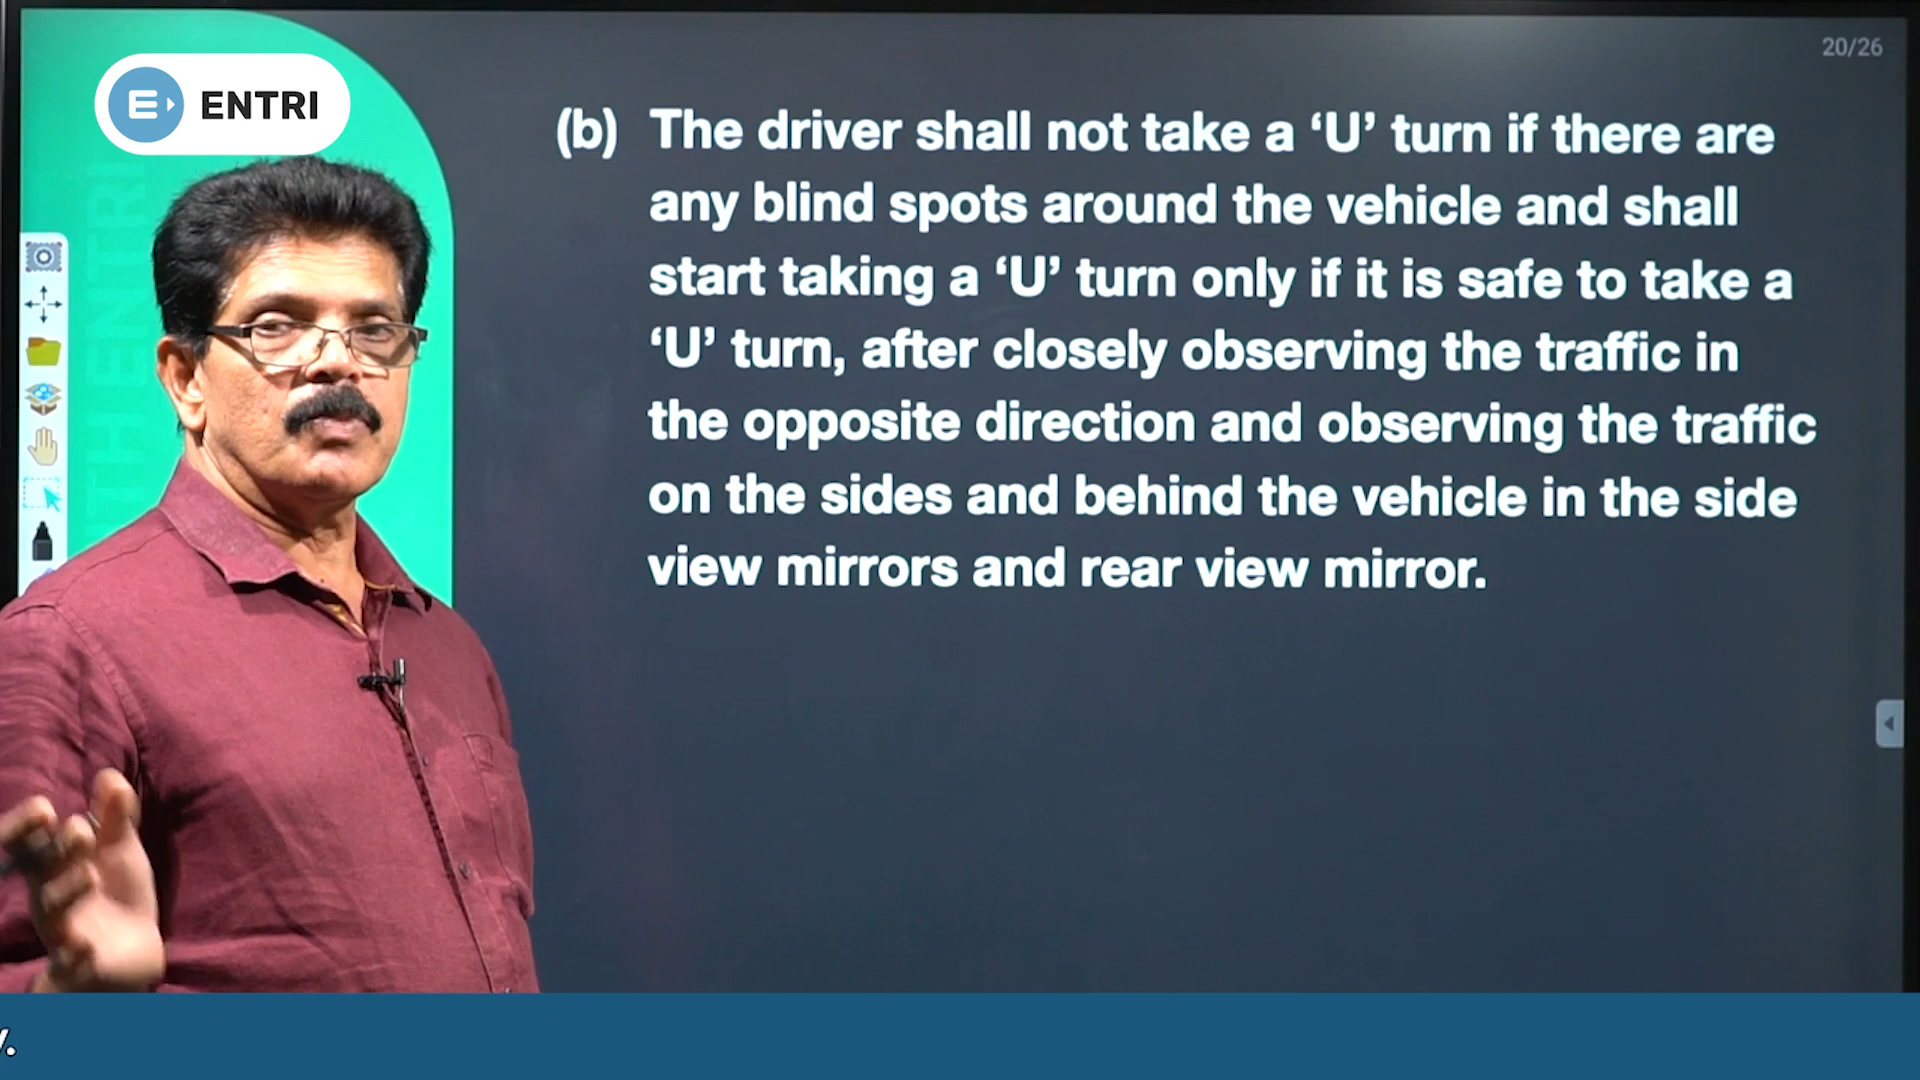 20/26
ENTRI
(b) The driver shall not take a ‘U’ turn if there are
any blind spots around the vehicle and shall
start taking a ‘U’ turn only if it is safe to take a
‘U’ turn, after closely observing the traffic in
the opposite direction and observing the traffic
on the sides and behind the vehicle in the side
view mirrors and rear view mirror.